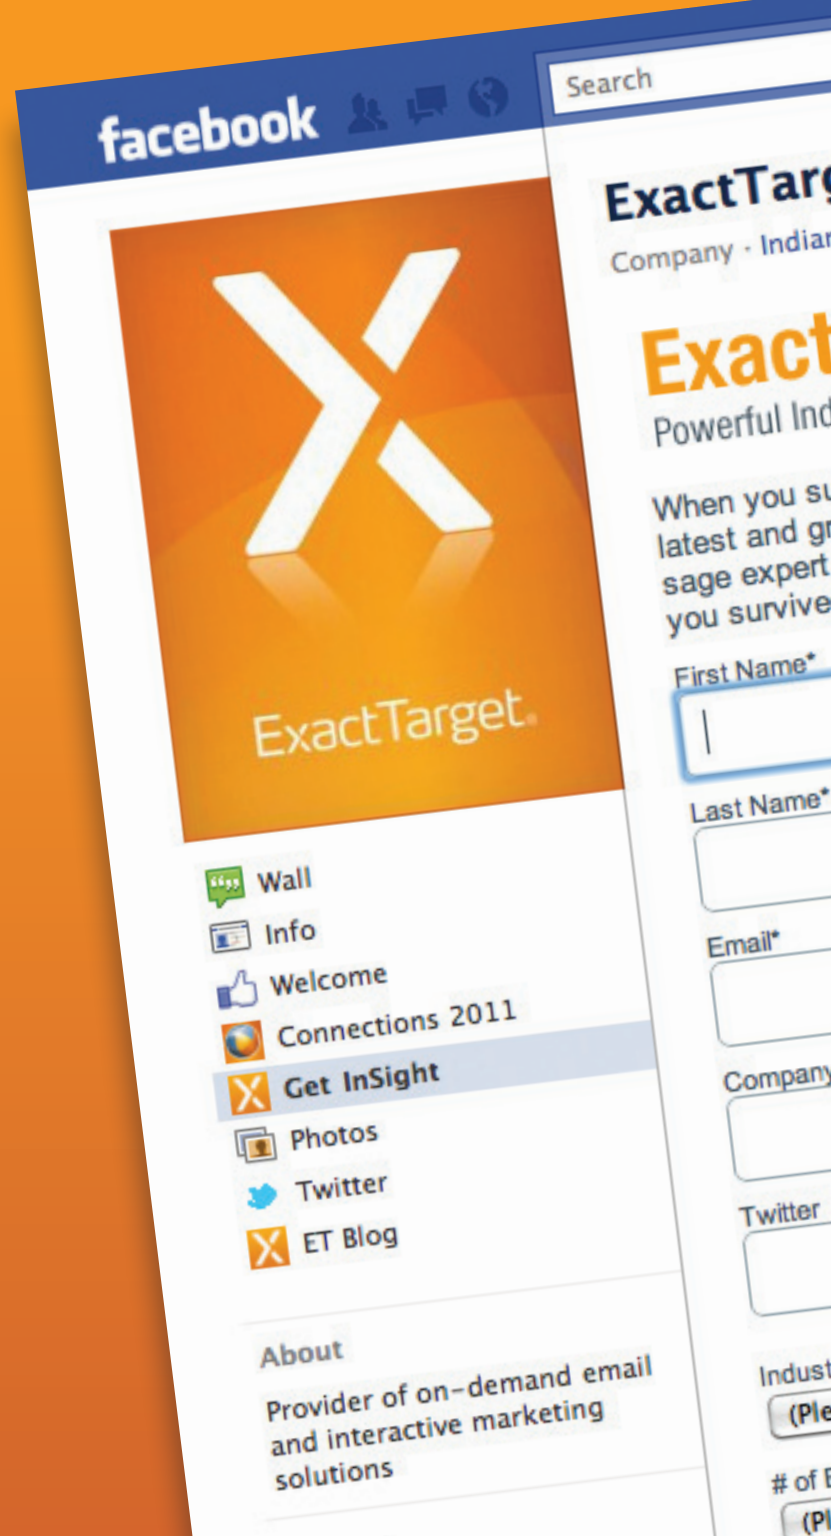 facebook
Search
ExactTarget
Wall
Info
Welcome
Connections 2011
Get InSight
Photos
Twitter
ET Blog
About
Provider of on-demand email
and interactive marketing
solutions
ExactTarg
Company · Indian
Exact
Powerful Ind
When you su
latest and gr
sage expert
you survive
First Name*
Last Name*
Email*
Company
Twitter
Indust
(Ple
# of E
(Pl